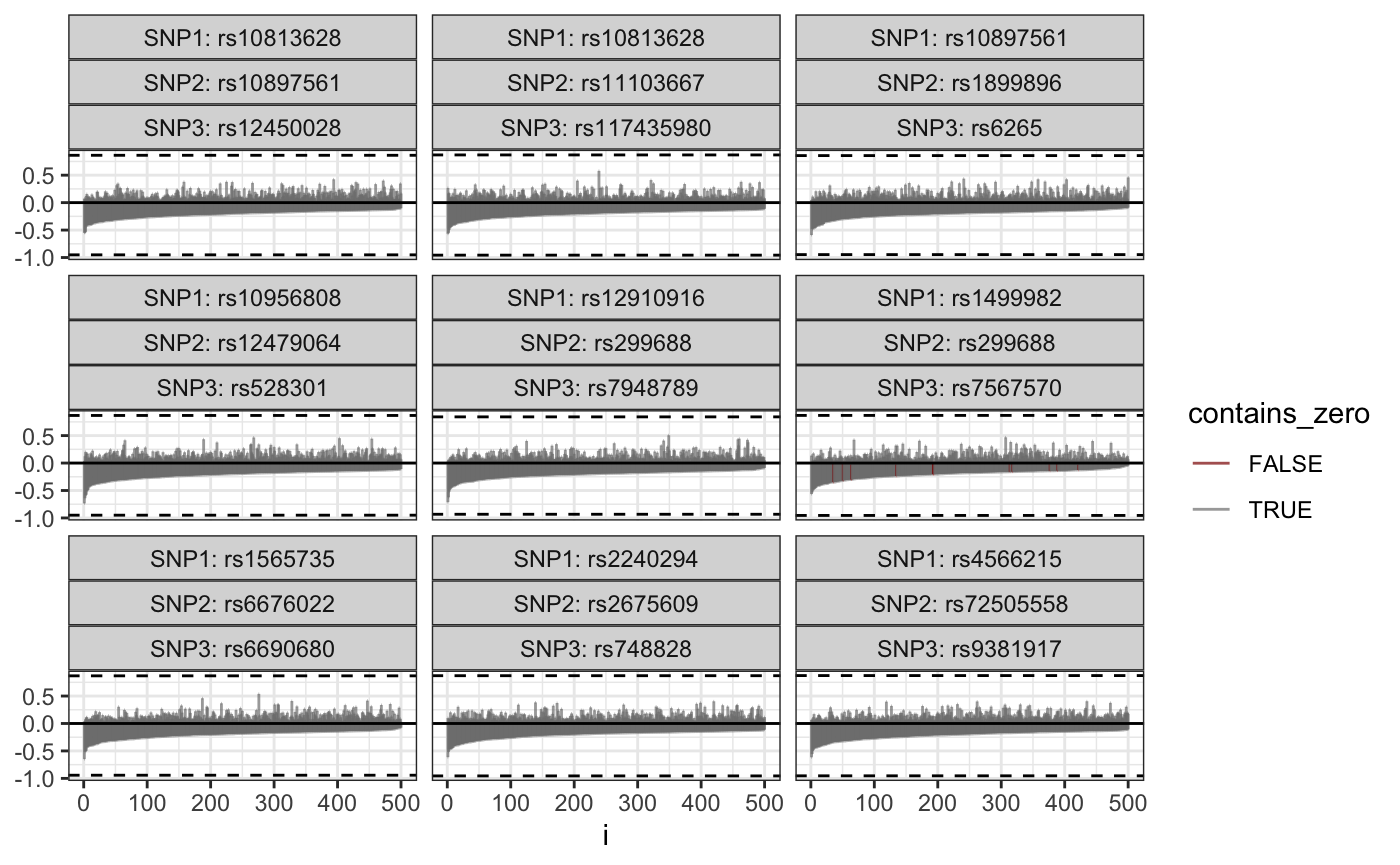 SNP1: rs10813628
SNP2: rs10897561
SNP3: rs12450028
SNP1: rs10813628
SNP2: rs11103667
SNP3: rs117435980
SNP1: rs10897561
SNP2: rs1899896
SNP3: rs6265
0.5
0.0
-0.5
-1.0
SNP1: rs10956808
SNP2: rs12479064
SNP3: rs528301
SNP1: rs12910916
SNP2: rs299688
SNP3: rs7948789
SNP1: rs1499982
SNP2: rs299688
SNP3: rs7567570
0.5
0.0
-0.5
-1.0
SNP1: rs1565735
SNP2: rs6676022
SNP3: rs6690680
SNP1: rs2240294
SNP2: rs2675609
SNP3: rs748828
SNP1: rs4566215
SNP2: rs72505558
SNP3: rs9381917
0.5
0.0
-0.5
-1.0
0 100 200 300 400 500
0 100 200 300 400 500
0 100 200 300 400 500
i
contains_zero
FALSE
TRUE